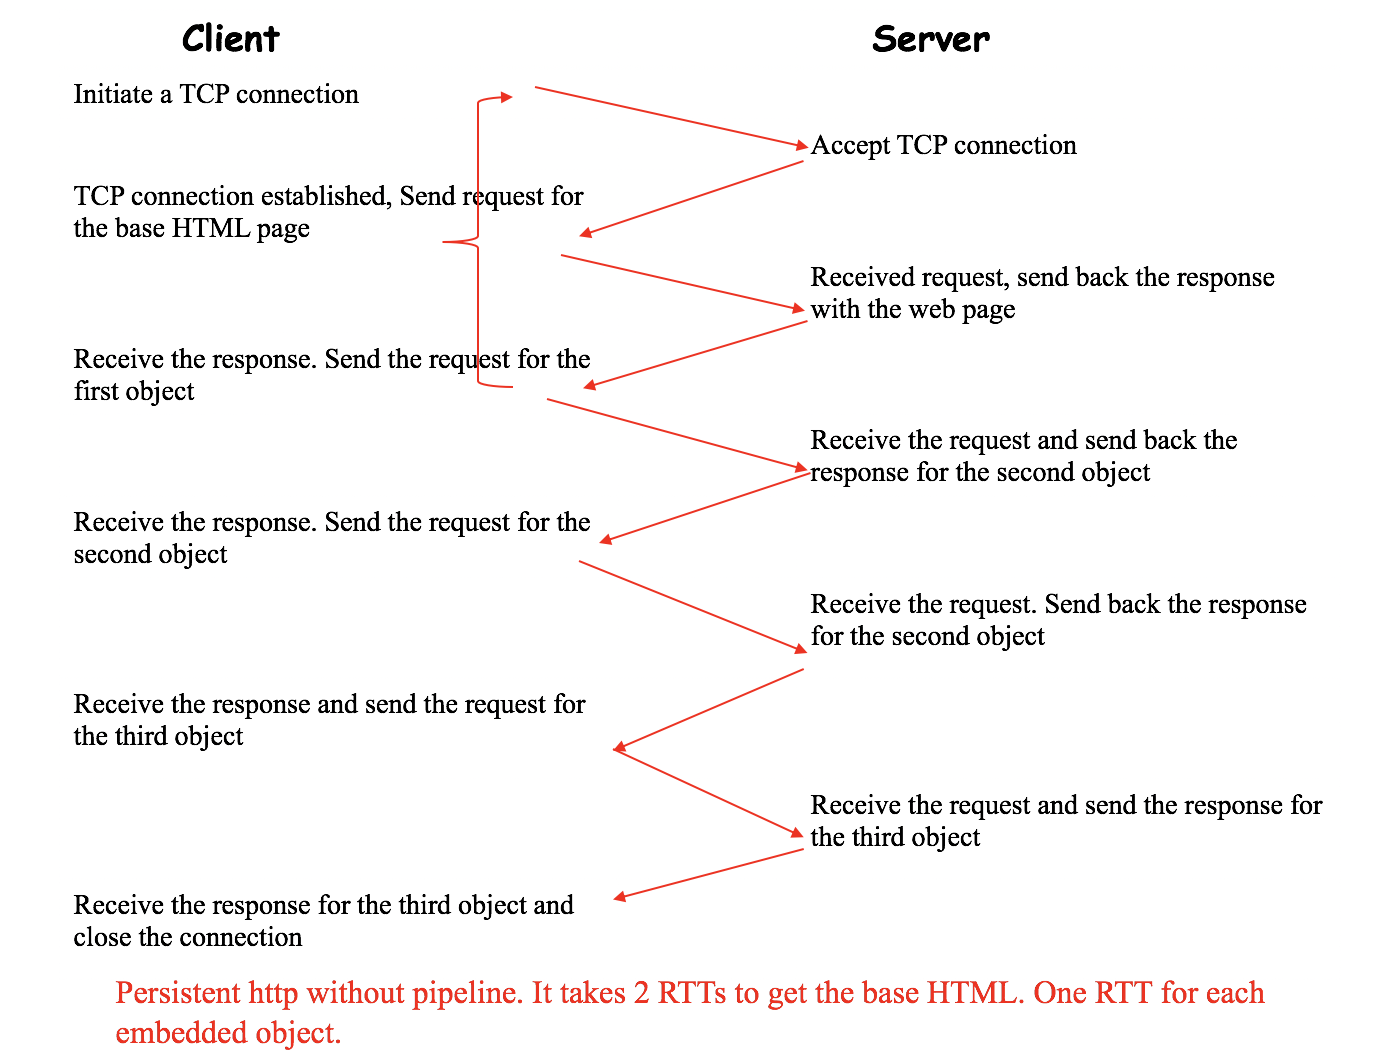 Client
Server
Initiate a TCP connection
Accept TCP connection
TCP connection established, Send request for
the base HTML page
Received request, send back the response
with the web page
Receive the response. Send the request for the
first object
Receive the request and send back the
response for the second object
Receive the response. Send the request for the
second object
Receive the request. Send back the response
for the second object
Receive the response and send the request for
the third object
Receive the request and send the response for
the third object
Receive the response for the third object and
close the connection
Persistent http without pipeline. It takes 2 RTTs to get the base HTML. One RTT for each
embedded object.